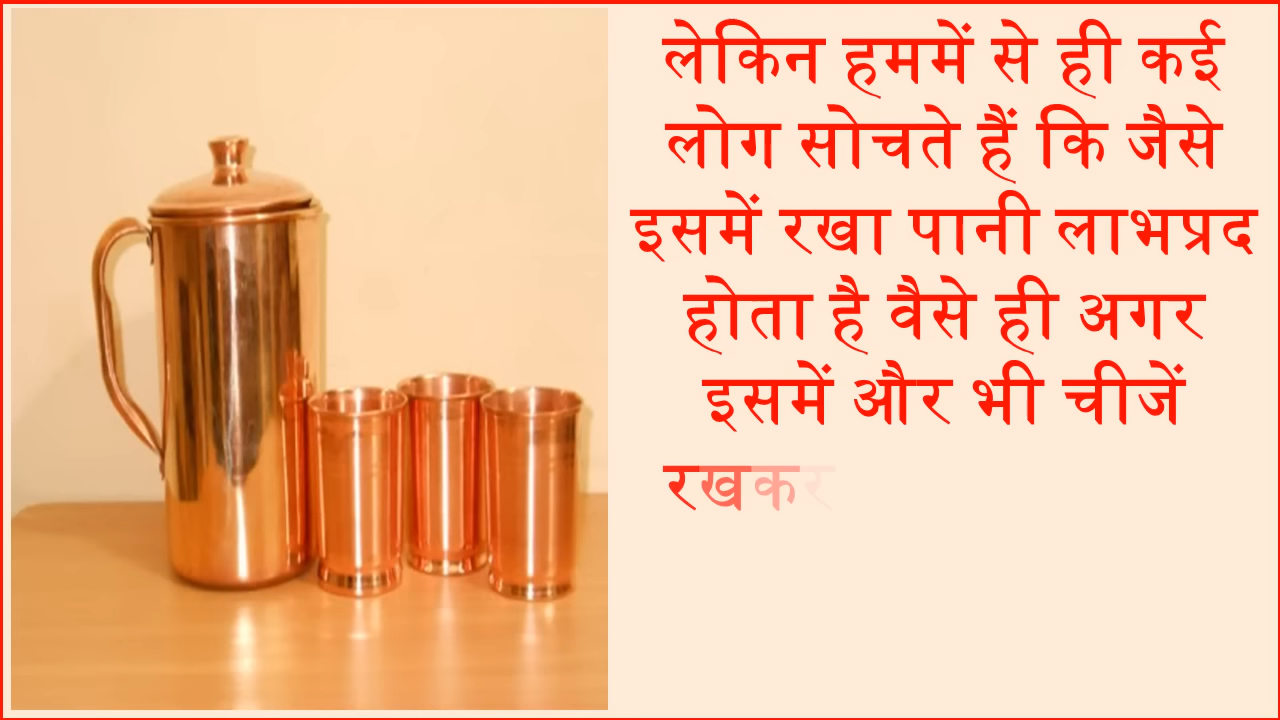 लेकिन हममें से ही कई
लोग सोचते हैं कि जैसे
इसमें रखा पानी लाभप्रद
होता है वैसे ही अगर
इसमें और भी चीजें
रखकर